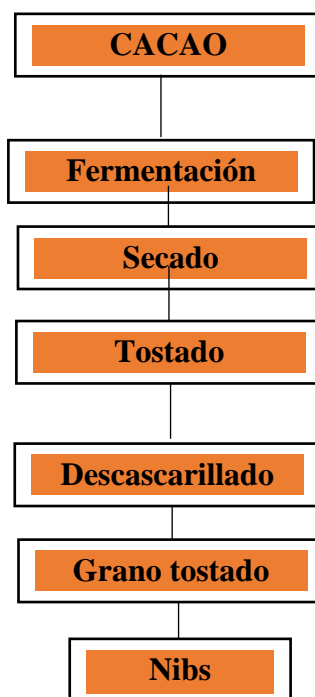 CACAO
Fermentación
Secado
Tostado
Descascarillado
Grano tostado
Nibs